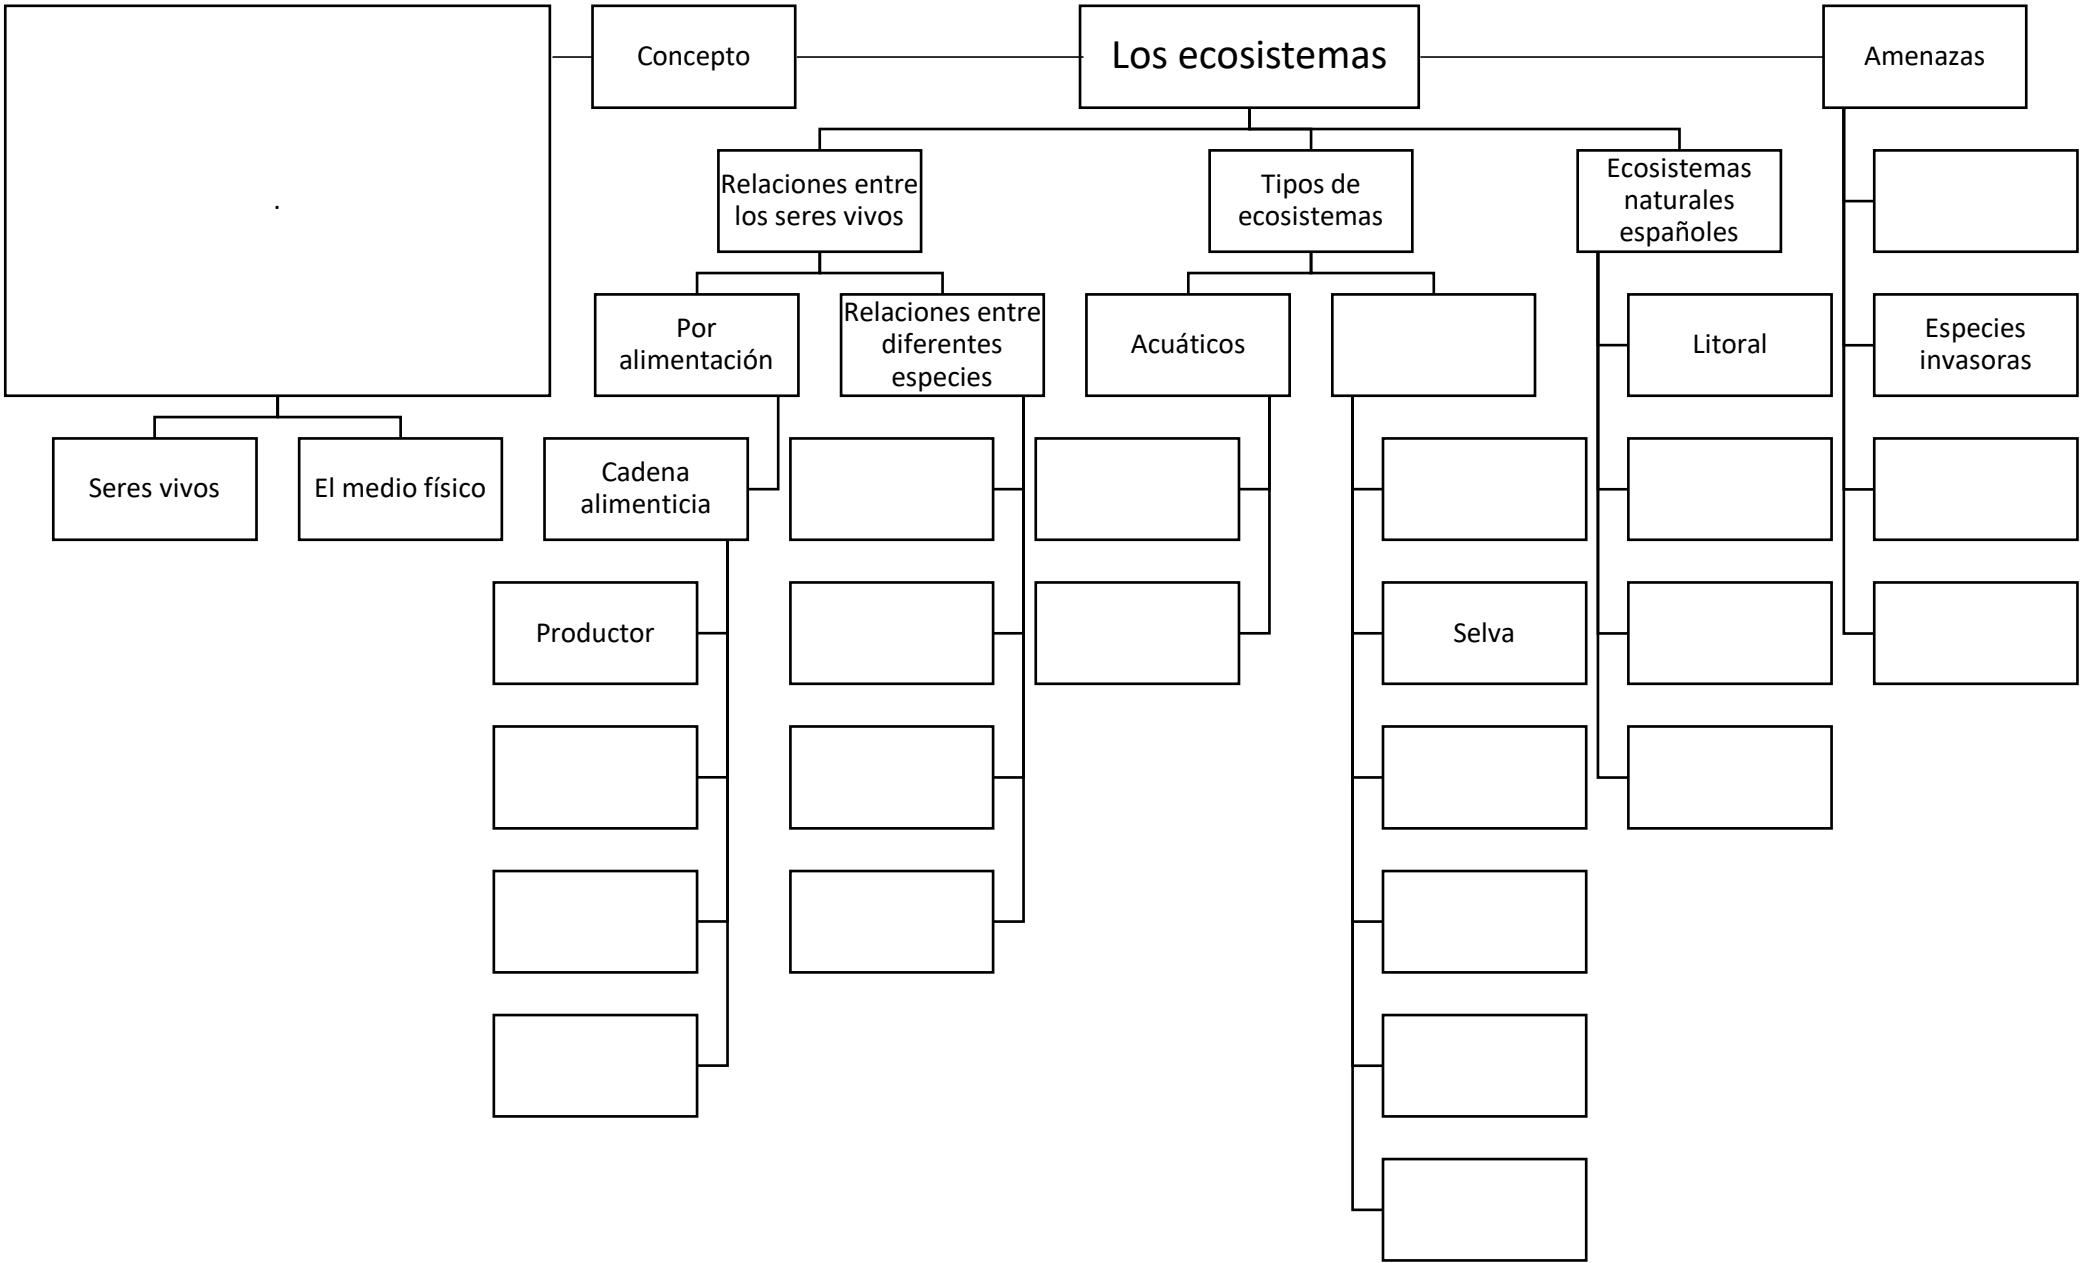 Concepto
Los ecosistemas
Amenazas
.
Relaciones entre
los seres vivos
Tipos de
ecosistemas
Ecosistemas
naturales
españoles
Por
alimentación
Relaciones entre
diferentes
especies
Acuáticos
Litoral
Especies
invasoras
Seres vivos
El medio físico
Cadena
alimenticia
Productor
Selva